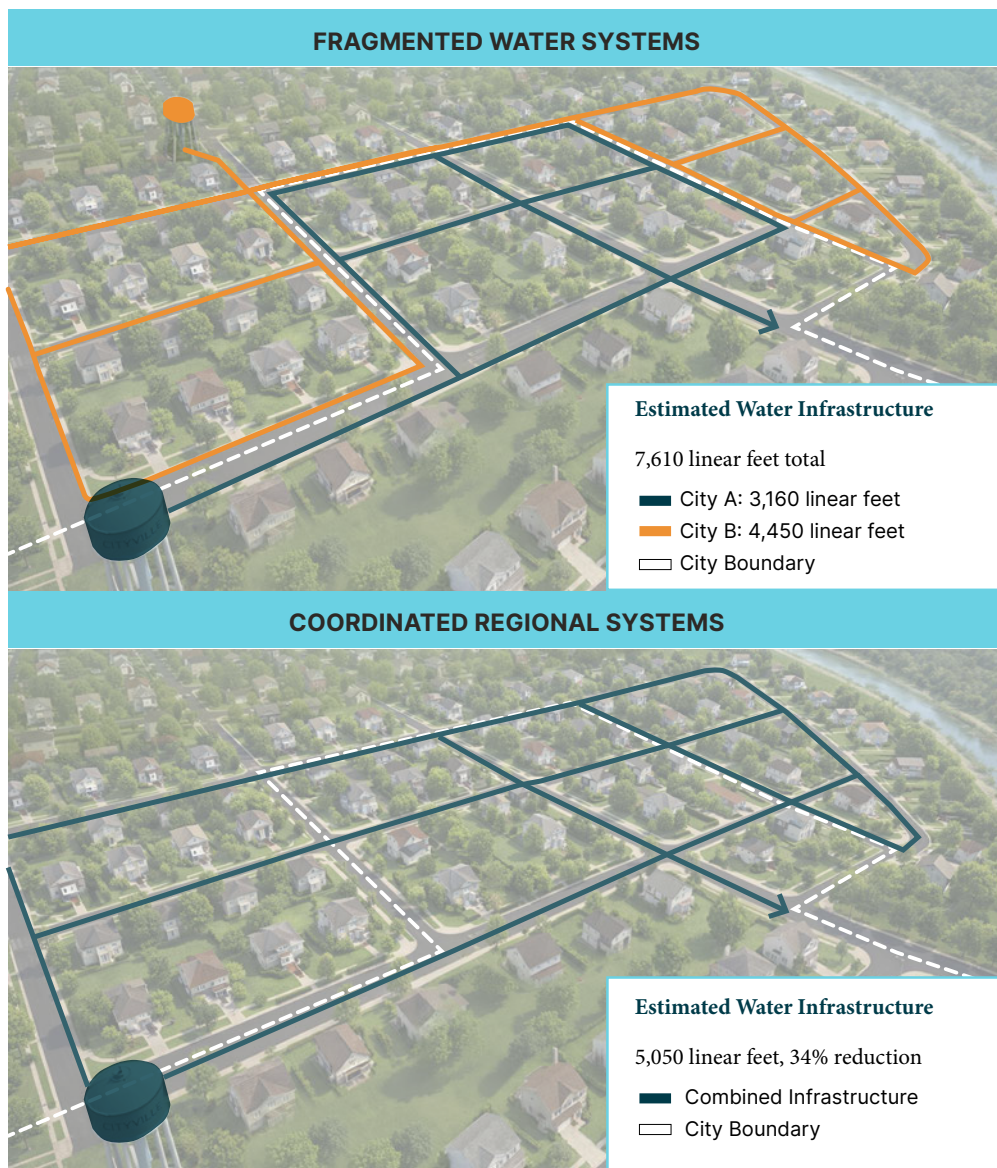 FRAGMENTED WATER SYSTEMS
CITYVILLE
Estimated Water Infrastructure
7,610 linear feet total
City A: 3,160 linear feet
City B: 4,450 linear feet
City Boundary
COORDINATED REGIONAL SYSTEMS
CITYVILLE
Estimated Water Infrastructure
5,050 linear feet, 34% reduction
Combined Infrastructure
City Boundary